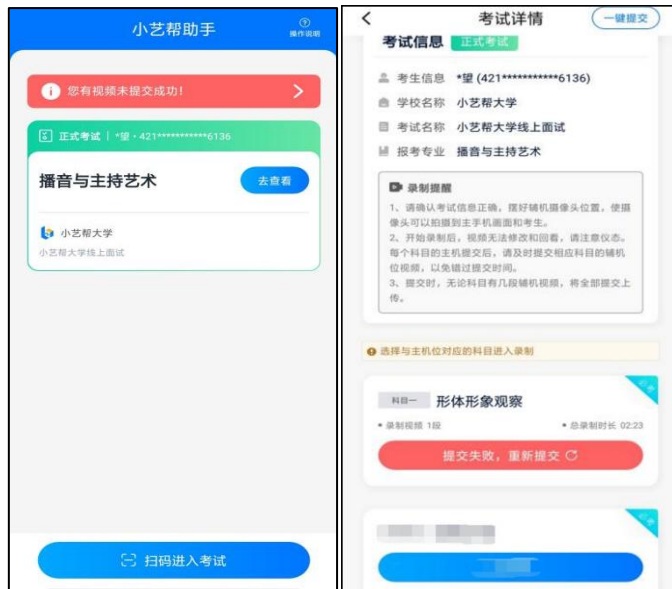 小艺帮助手
操作说明
您有视频未提交成功!
正式考试 | *望·421***********6136
播音与主持艺术
去查看
小艺帮大学
小艺帮大学线上面试
扫码进入考试
考试详情
一键提交
考试信息 正式考试
考生信息 *望 (421***********6136)
学校名称 小艺帮大学
考试名称 小艺帮大学线上面试
报考专业 播音与主持艺术
录制提醒
1、请确认考试信息正确,摆好辅机摄像头位置,使摄
像头可以拍摄到主手机画面和考生。
2、开始录制后,视频无法修改和回看,请注意仪态。
每个科目的主机提交后,请及时提交相应科目的辅机
位视频,以免错过提交时间。
3、提交时,无论科目有几段辅机视频,将全部提交上
传。
选择与主机位对应的科目进入录制
必考
科目一 形体形象观察
• 录制视频 1段 • 总录制时长 02:23
提交失败,重新提交
必考